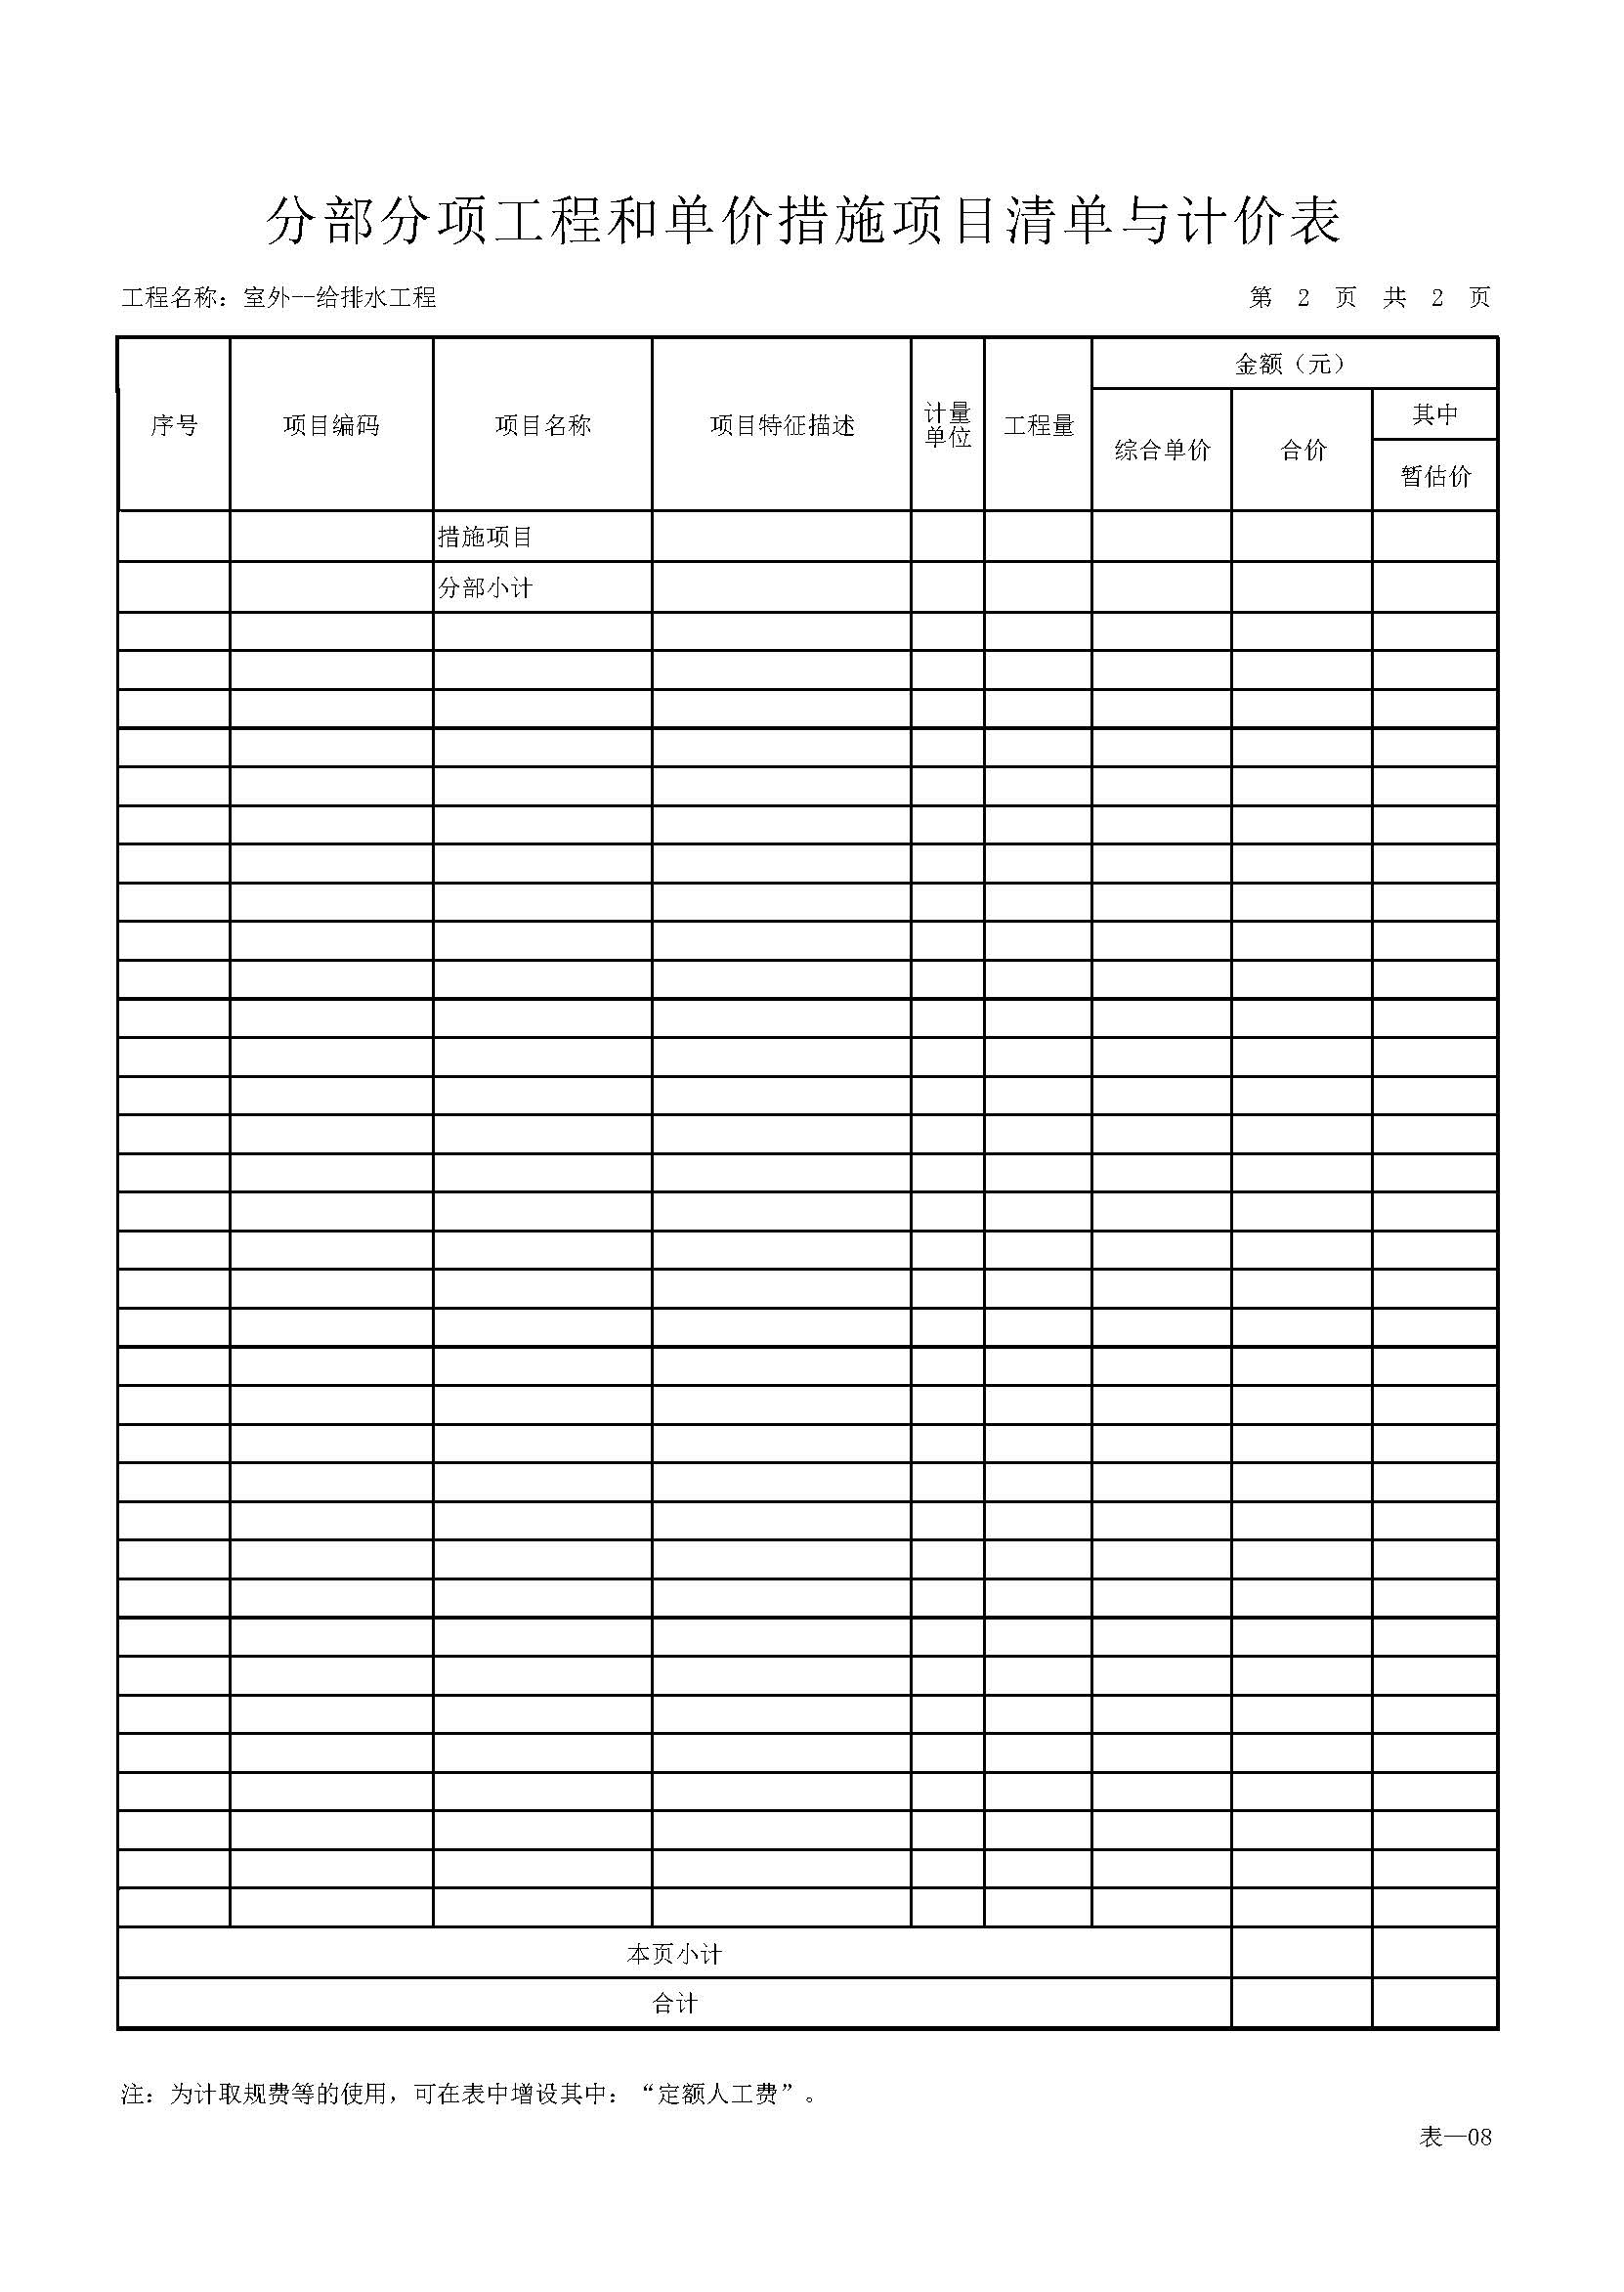 分部分项工程和单价措施项目清单与计价表
工程名称：室外--给排水工程
第 2 页 共 2 页
序号
项目编码
项目名称
项目特征描述
计量
单位
工程量
金额（元）
综合单价
合价
其中
暂估价
措施项目
分部小计
本页小计
合计
注：为计取规费等的使用，可在表中增设其中：“定额人工费”。
表—08